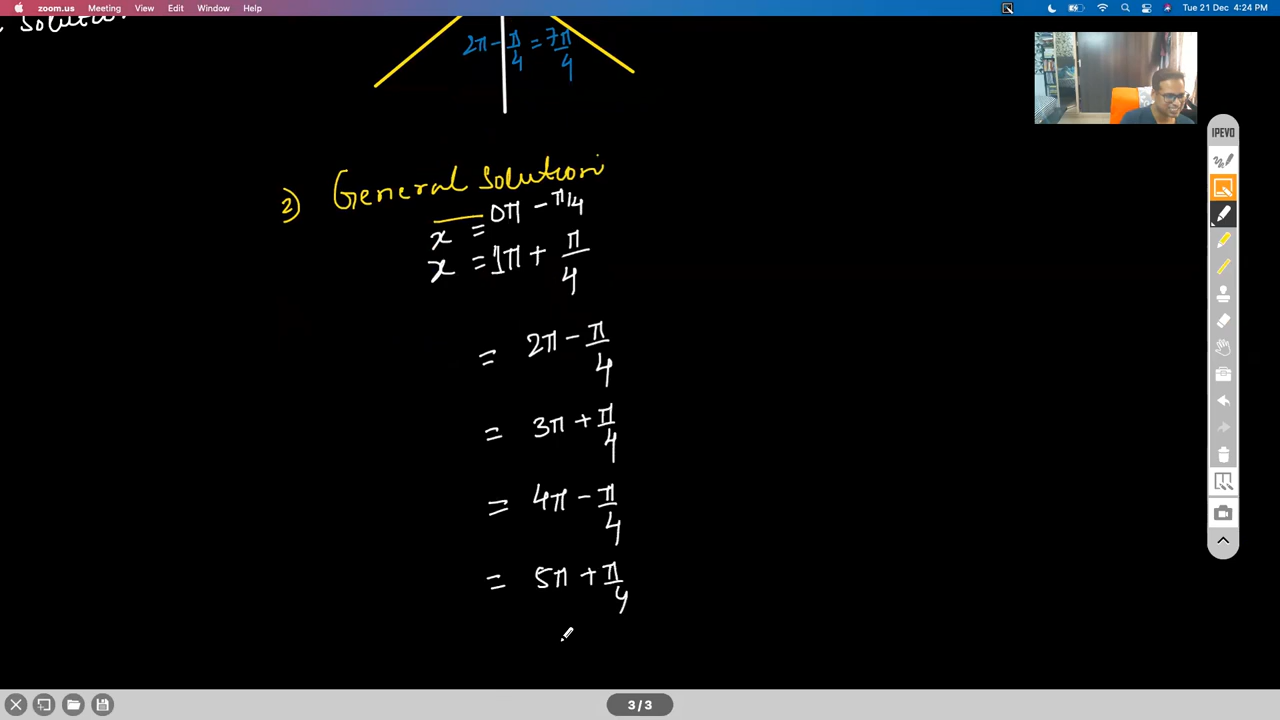 zoom.us Meeting View Edit Window Help Tue 21 Dec 4:24 PM
2π - π/4 = 7π/4
IPEVO
2) General Solution
x = 0π - π/4
x = 1π + π/4
= 2π - π/4
= 3π + π/4
= 4π - π/4
= 5π + π/4
3/3